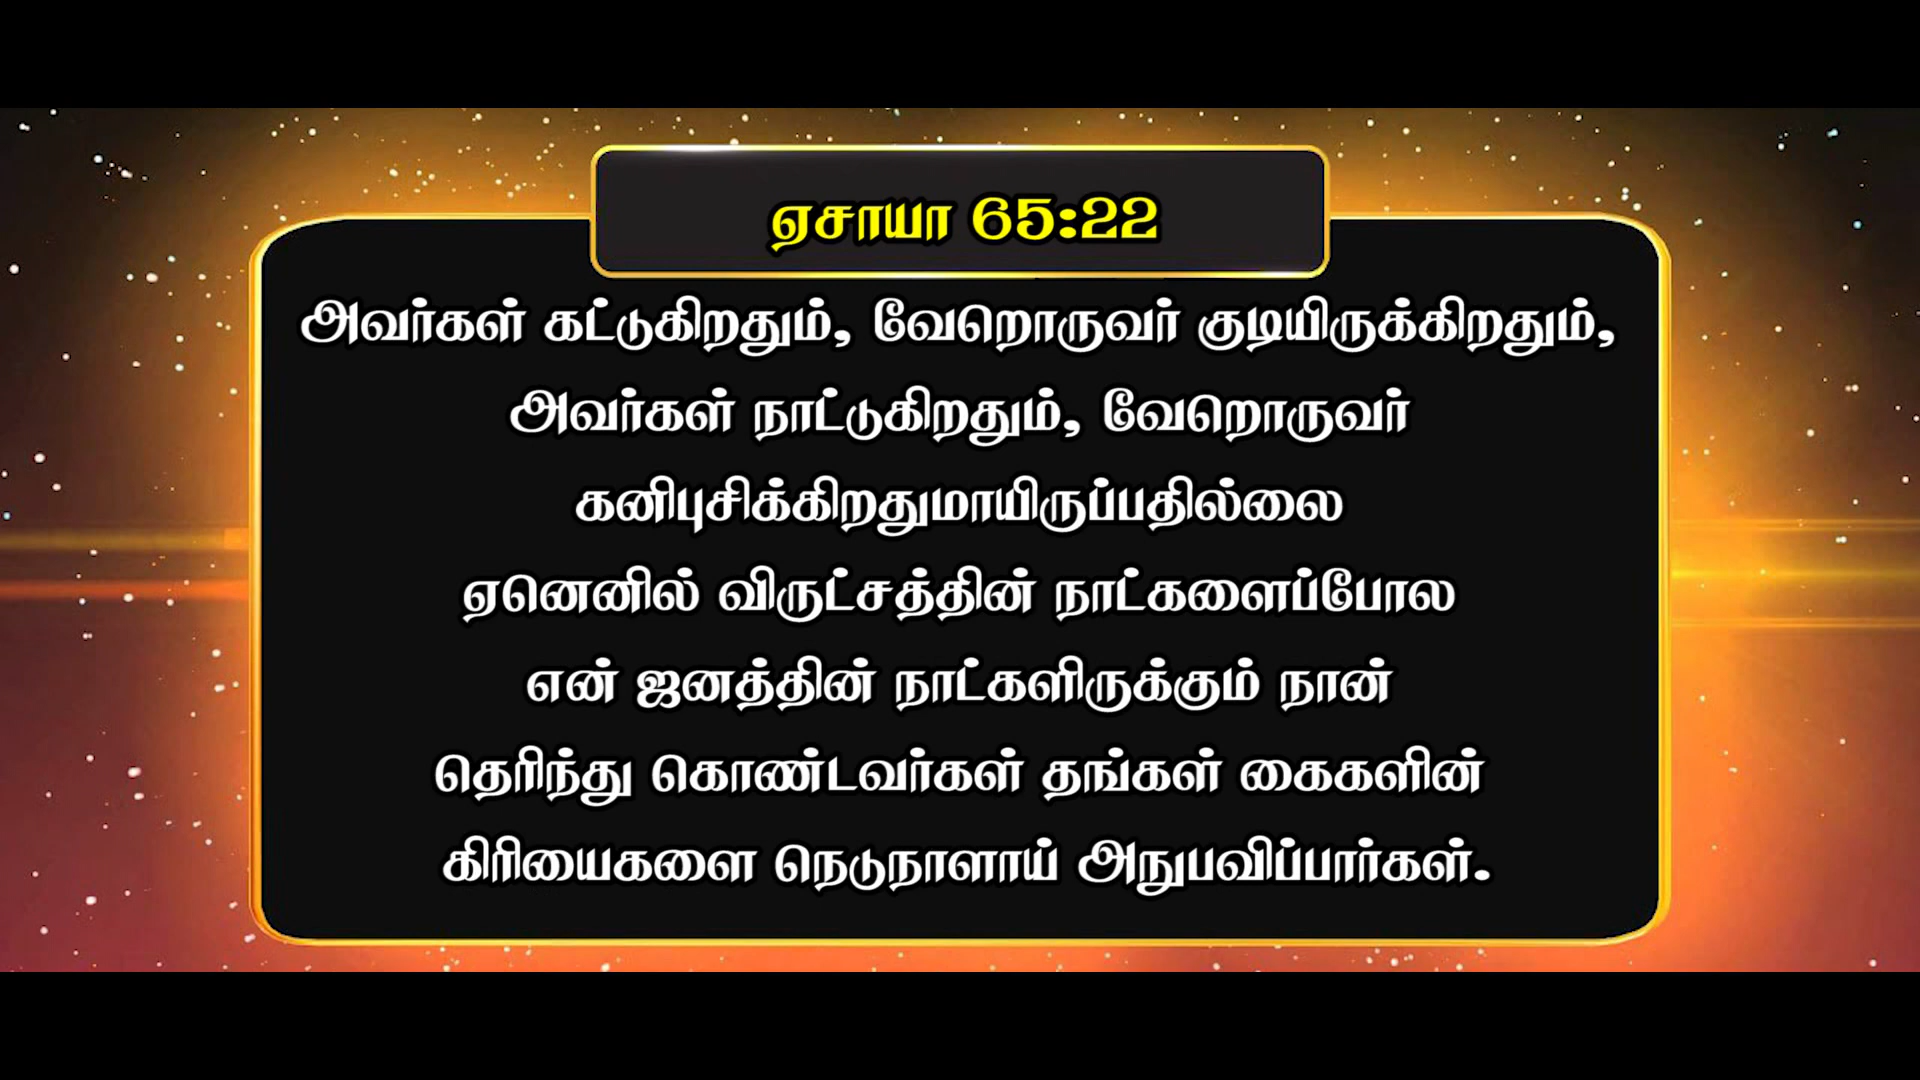 ஏசாயா 65:22
அவர்கள் கட்டுகிறதும், வேறொருவர் குடியிருக்கிறதும்,
அவர்கள் நாட்டுகிறதும், வேறொருவர்
கனிபுசிக்கிறதுமாயிருப்பதில்லை
ஏனெனில் விருட்சத்தின் நாட்களைப்போல
என் ஜனத்தின் நாட்களிருக்கும் நான்
தெரிந்து கொண்டவர்கள் தங்கள் கைகளின்
கிரியைகளை நெடுநாளாய் அநுபவிப்பார்கள்.